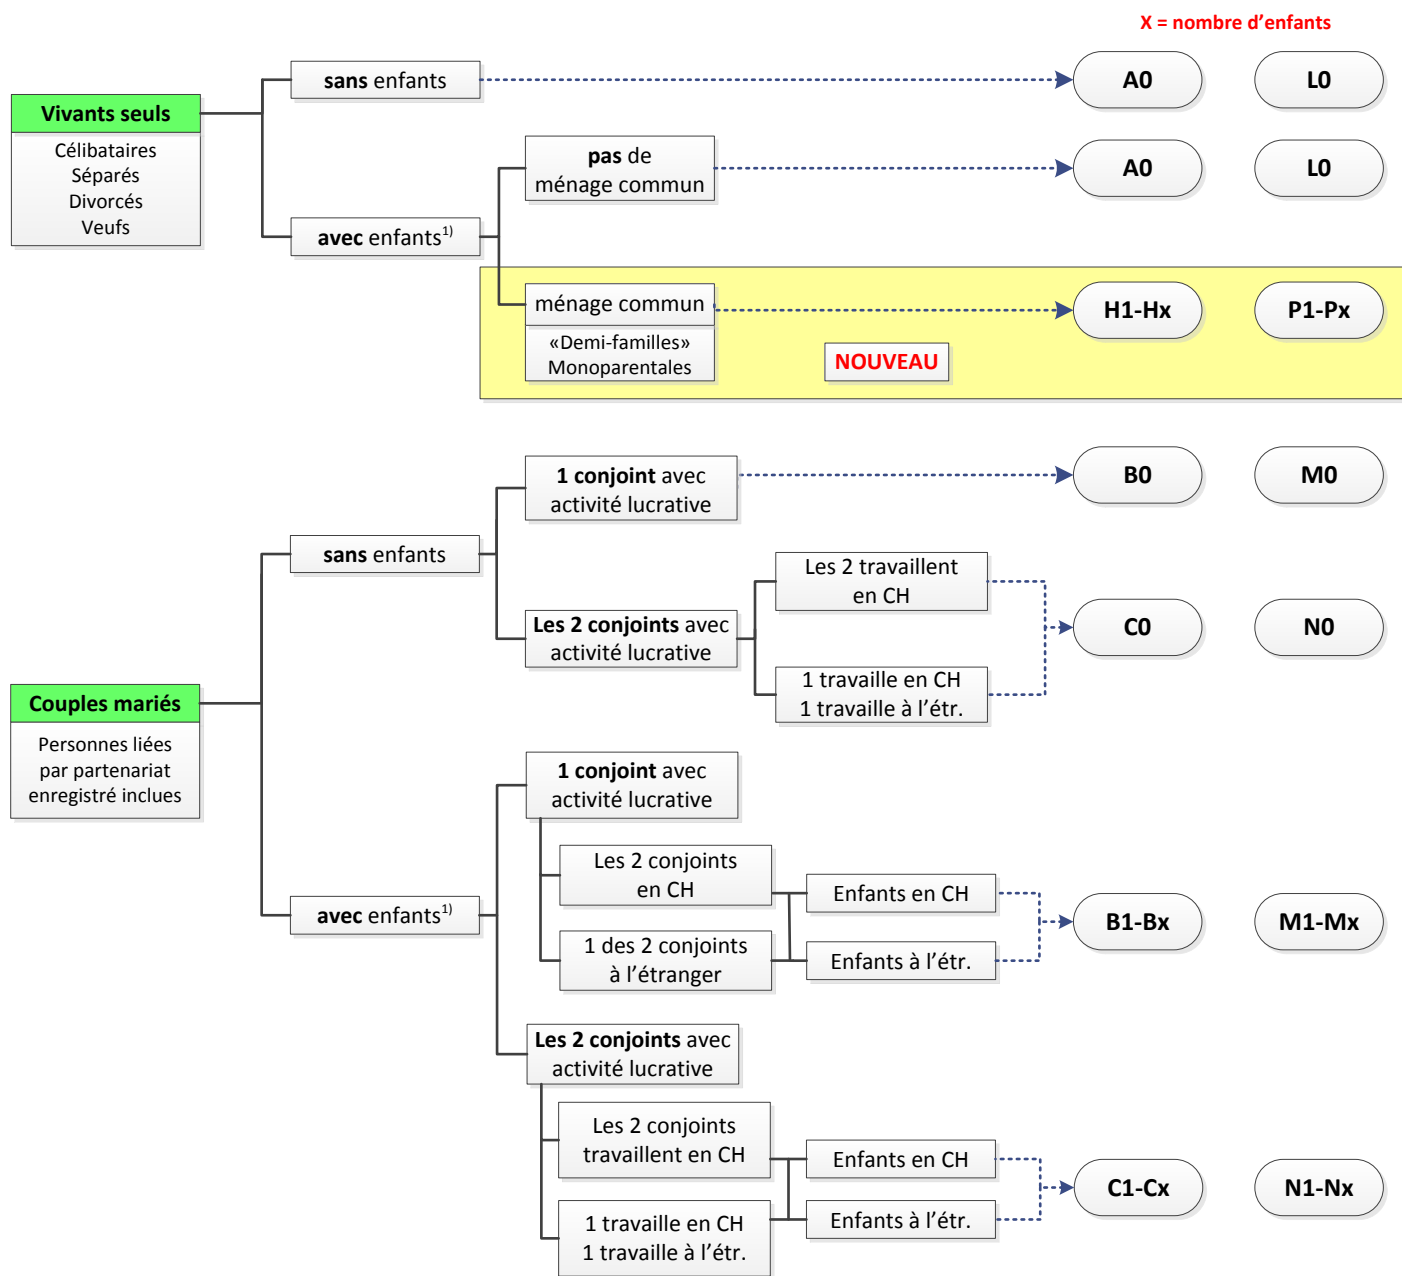 X = nombre d'enfants
sans enfants
A0
L0
Vivants seuls
Célibataires
Séparés
Divorcés
Veufs
pas de
ménage commun
A0
L0
avec enfants1)
ménage commun
«Demi-familles»
Monoparentales
NOUVEAU
H1-Hx
P1-Px
1 conjoint avec
activité lucrative
B0
M0
sans enfants
Les 2 travaillent
en CH
Les 2 conjoints avec
activité lucrative
C0
N0
1 travaille en CH
1 travaille à l'étr.
Couples mariés
Personnes liées
par partenariat
enregistré inclues
1 conjoint avec
activité lucrative
Les 2 conjoints
en CH
Enfants en CH
avec enfants1)
B1-Bx
M1-Mx
1 des 2 conjoints
à l'étranger
Enfants à l'étr.
Les 2 conjoints avec
activité lucrative
Les 2 conjoints
travaillent en CH
Enfants en CH
C1-Cx
N1-Nx
1 travaille en CH
1 travaille à l'étr.
Enfants à l'étr.